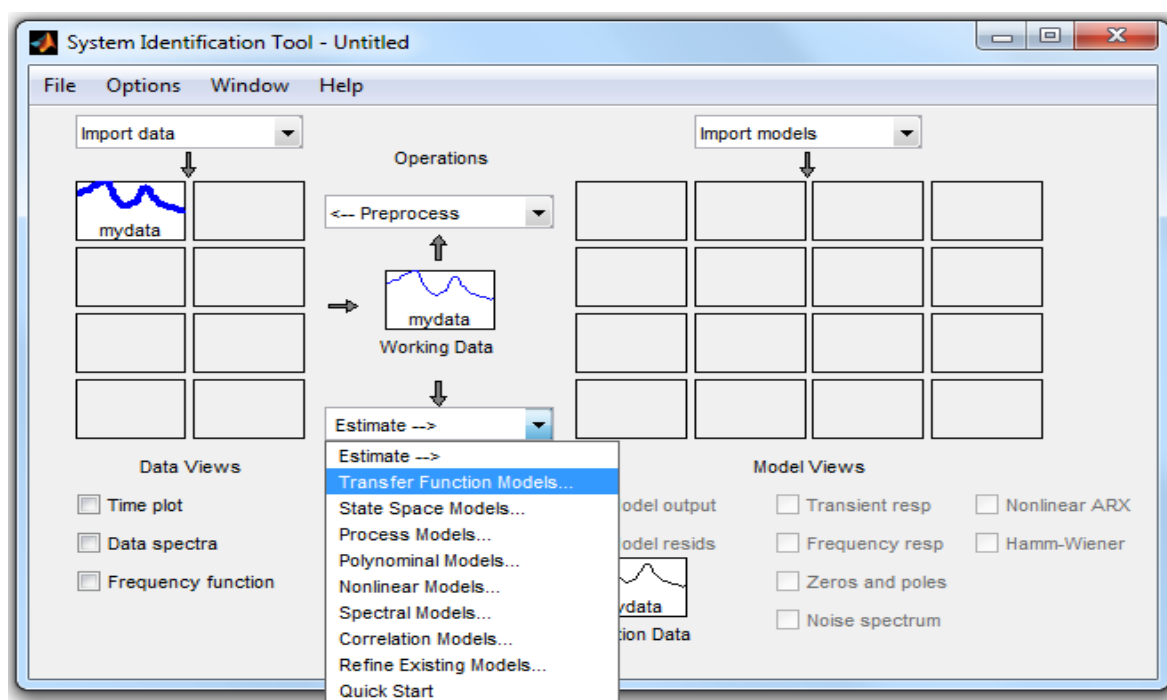 System Identification Tool - Untitled
File Options Window Help
Import data
Import models
Operations
mydata
<-- Preprocess
mydata
Working Data
Estimate -->
Estimate -->
Transfer Function Models...
State Space Models...
Process Models...
Polynominal Models...
Nonlinear Models...
Spectral Models...
Correlation Models...
Refine Existing Models...
Quick Start
Data Views
Time plot
Data spectra
Frequency function
Model Views
odel output
Transient resp
Nonlinear ARX
odel resids
Frequency resp
Hamm-Wiener
Zeros and poles
ydata
Noise spectrum
tion Data